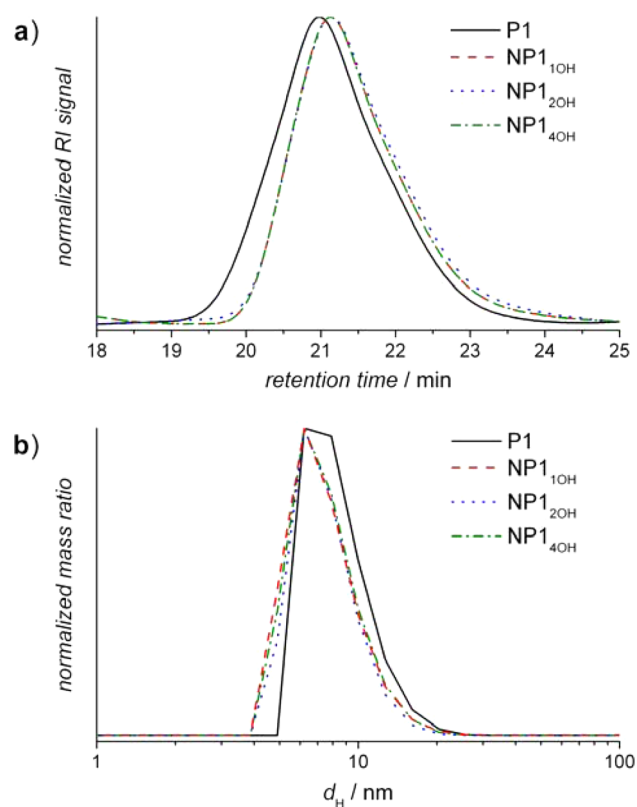 a)
P1
NP1₁OH
NP1₂OH
NP1₄OH
normalized RI signal
18 19 20 21 22 23 24 25
retention time / min
b)
P1
NP1₁OH
NP1₂OH
NP1₄OH
normalized mass ratio
1 10 100
d_H / nm